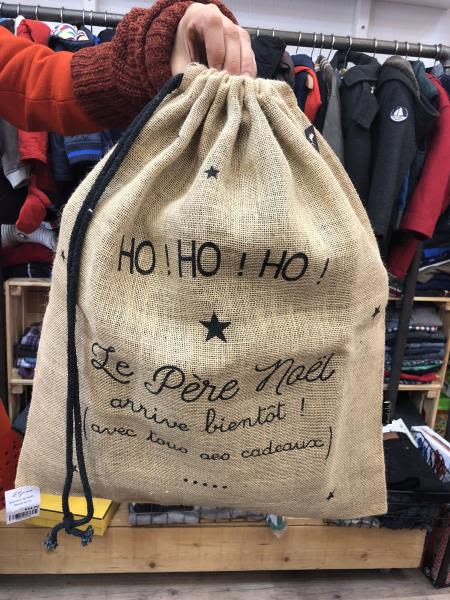 HO ! HO ! HO !
Le Père Noël
arrive bientôt !
(avec tous ses cadeaux)
.....